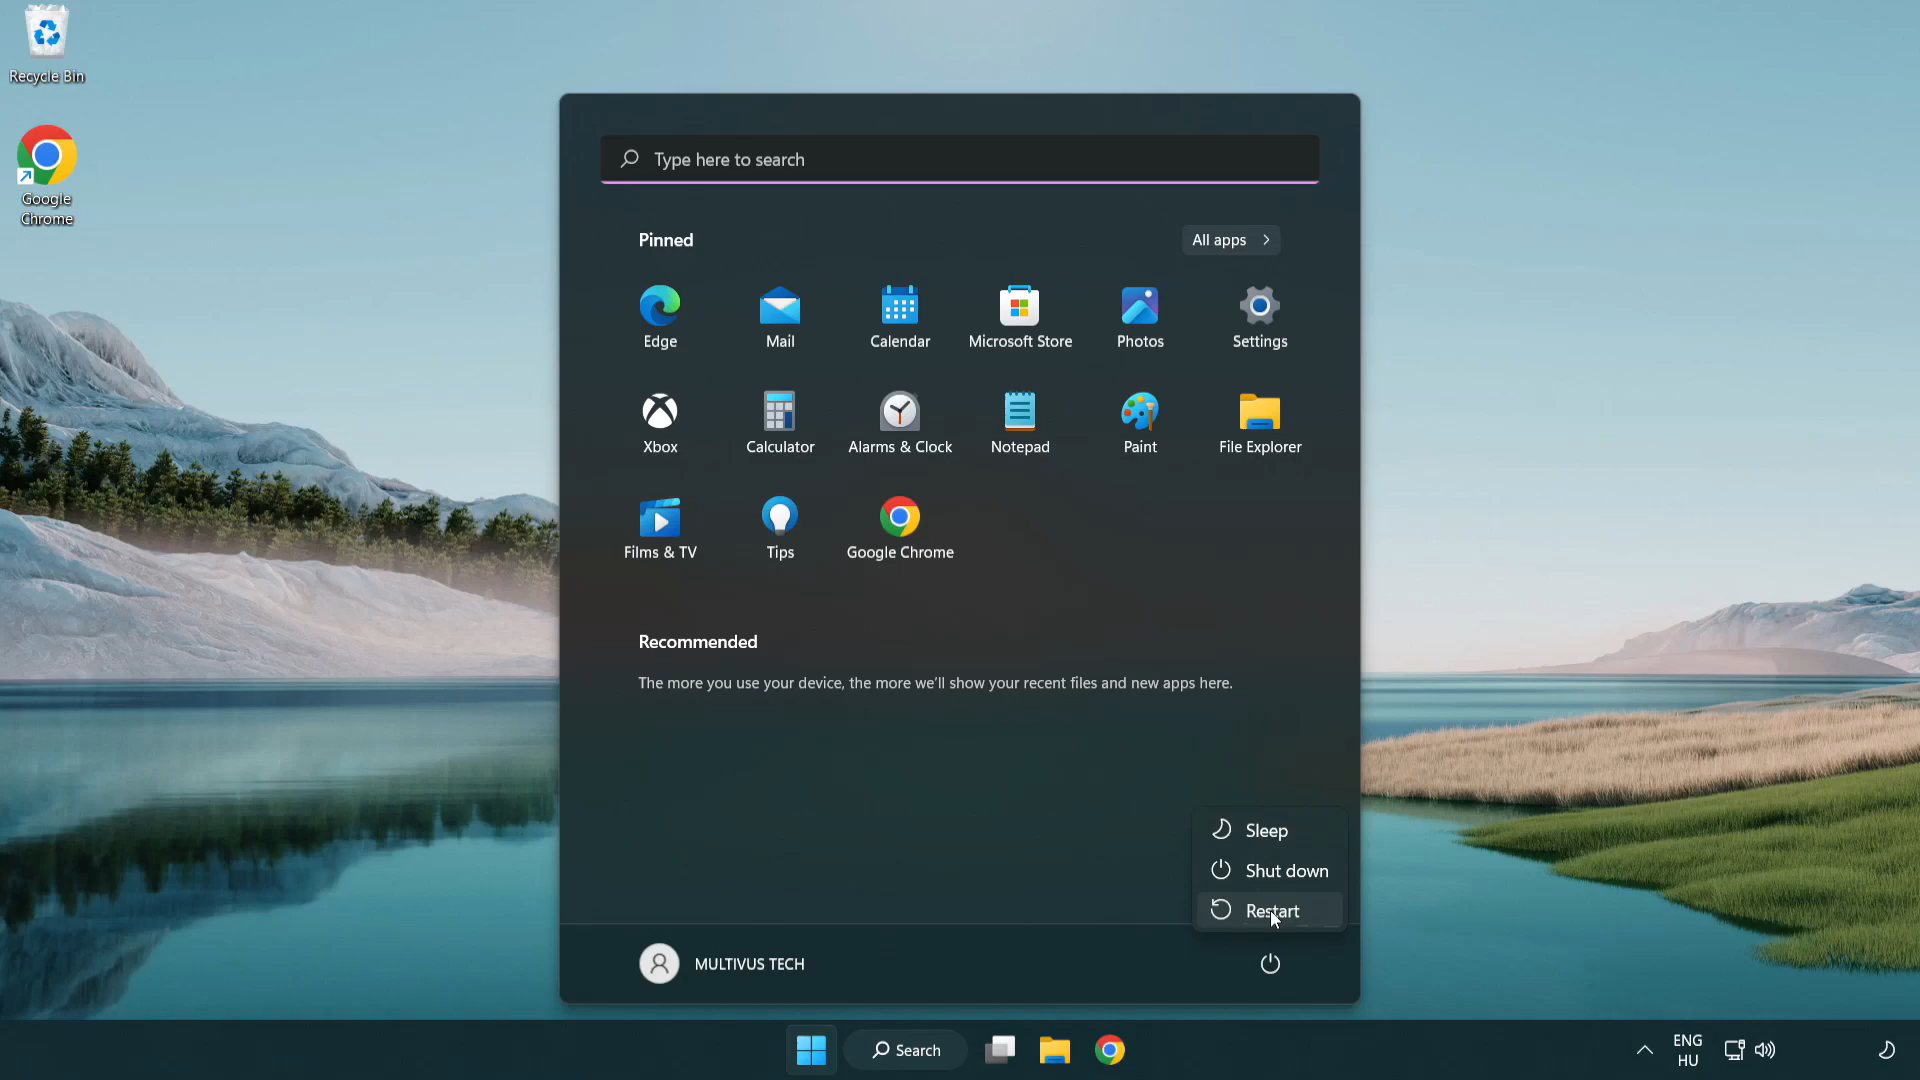 Recycle Bin
Google
Chrome
Type here to search
Pinned
All apps
Edge
Mail
Calendar
Microsoft Store
Photos
Settings
Xbox
Calculator
Alarms & Clock
Notepad
Paint
File Explorer
Films & TV
Tips
Google Chrome
Recommended
The more you use your device, the more we’ll show your recent files and new apps here.
Sleep
Shut down
Restart
MULTIVUS TECH
Search
ENG
HU